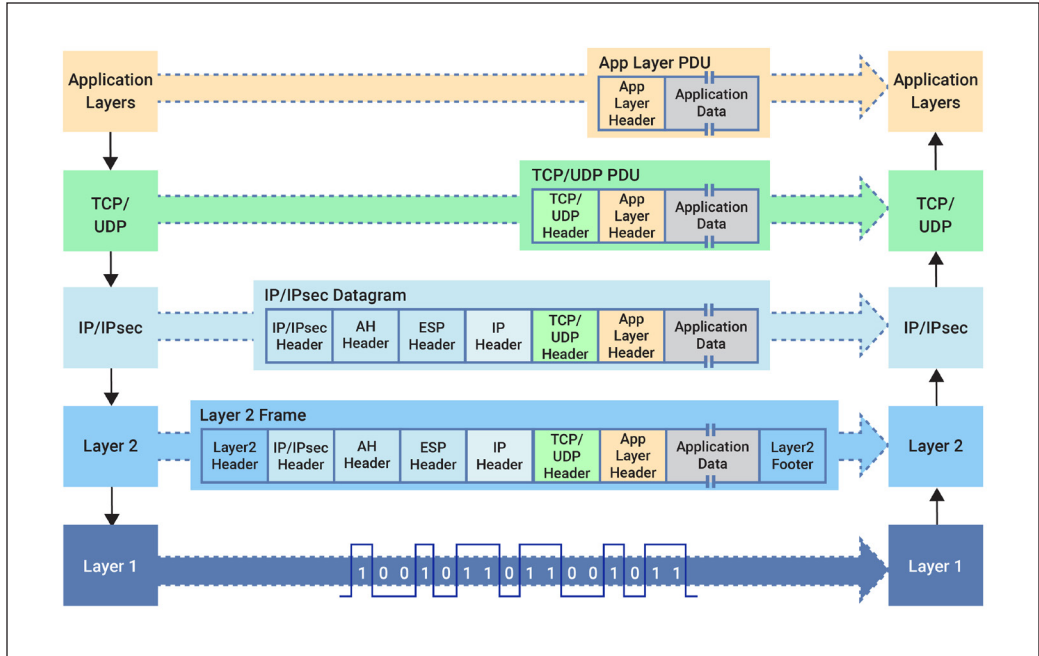 Application
Layers
App Layer PDU
App
Layer
Header
Application
Data
Application
Layers
TCP/
UDP
TCP/UDP PDU
TCP/
UDP
Header
App
Layer
Header
Application
Data
TCP/
UDP
IP/IPsec
IP/IPsec Datagram
IP/IPsec
Header
AH
Header
ESP
Header
IP
Header
TCP/
UDP
Header
App
Layer
Header
Application
Data
IP/IPsec
Layer 2
Layer 2 Frame
Layer2
Header
IP/IPsec
Header
AH
Header
ESP
Header
IP
Header
TCP/
UDP
Header
App
Layer
Header
Application
Data
Layer2
Footer
Layer 2
Layer 1
1 0 0 1 0 1 1 0 1 1 0 0 1 0 1 1
Layer 1